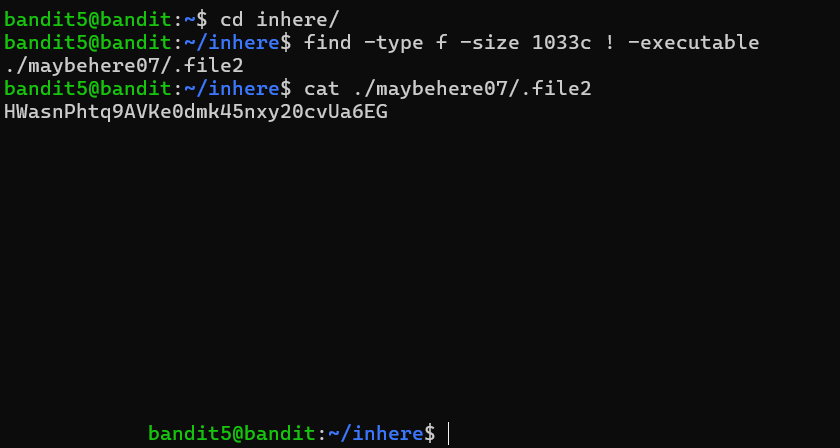 bandit5@bandit:~$ cd inhere/
bandit5@bandit:~/inhere$ find -type f -size 1033c ! -executable
./maybehere07/.file2
bandit5@bandit:~/inhere$ cat ./maybehere07/.file2
HWasnPhtq9AVKe0dmk45nxy20cvUa6EG
bandit5@bandit:~/inhere$